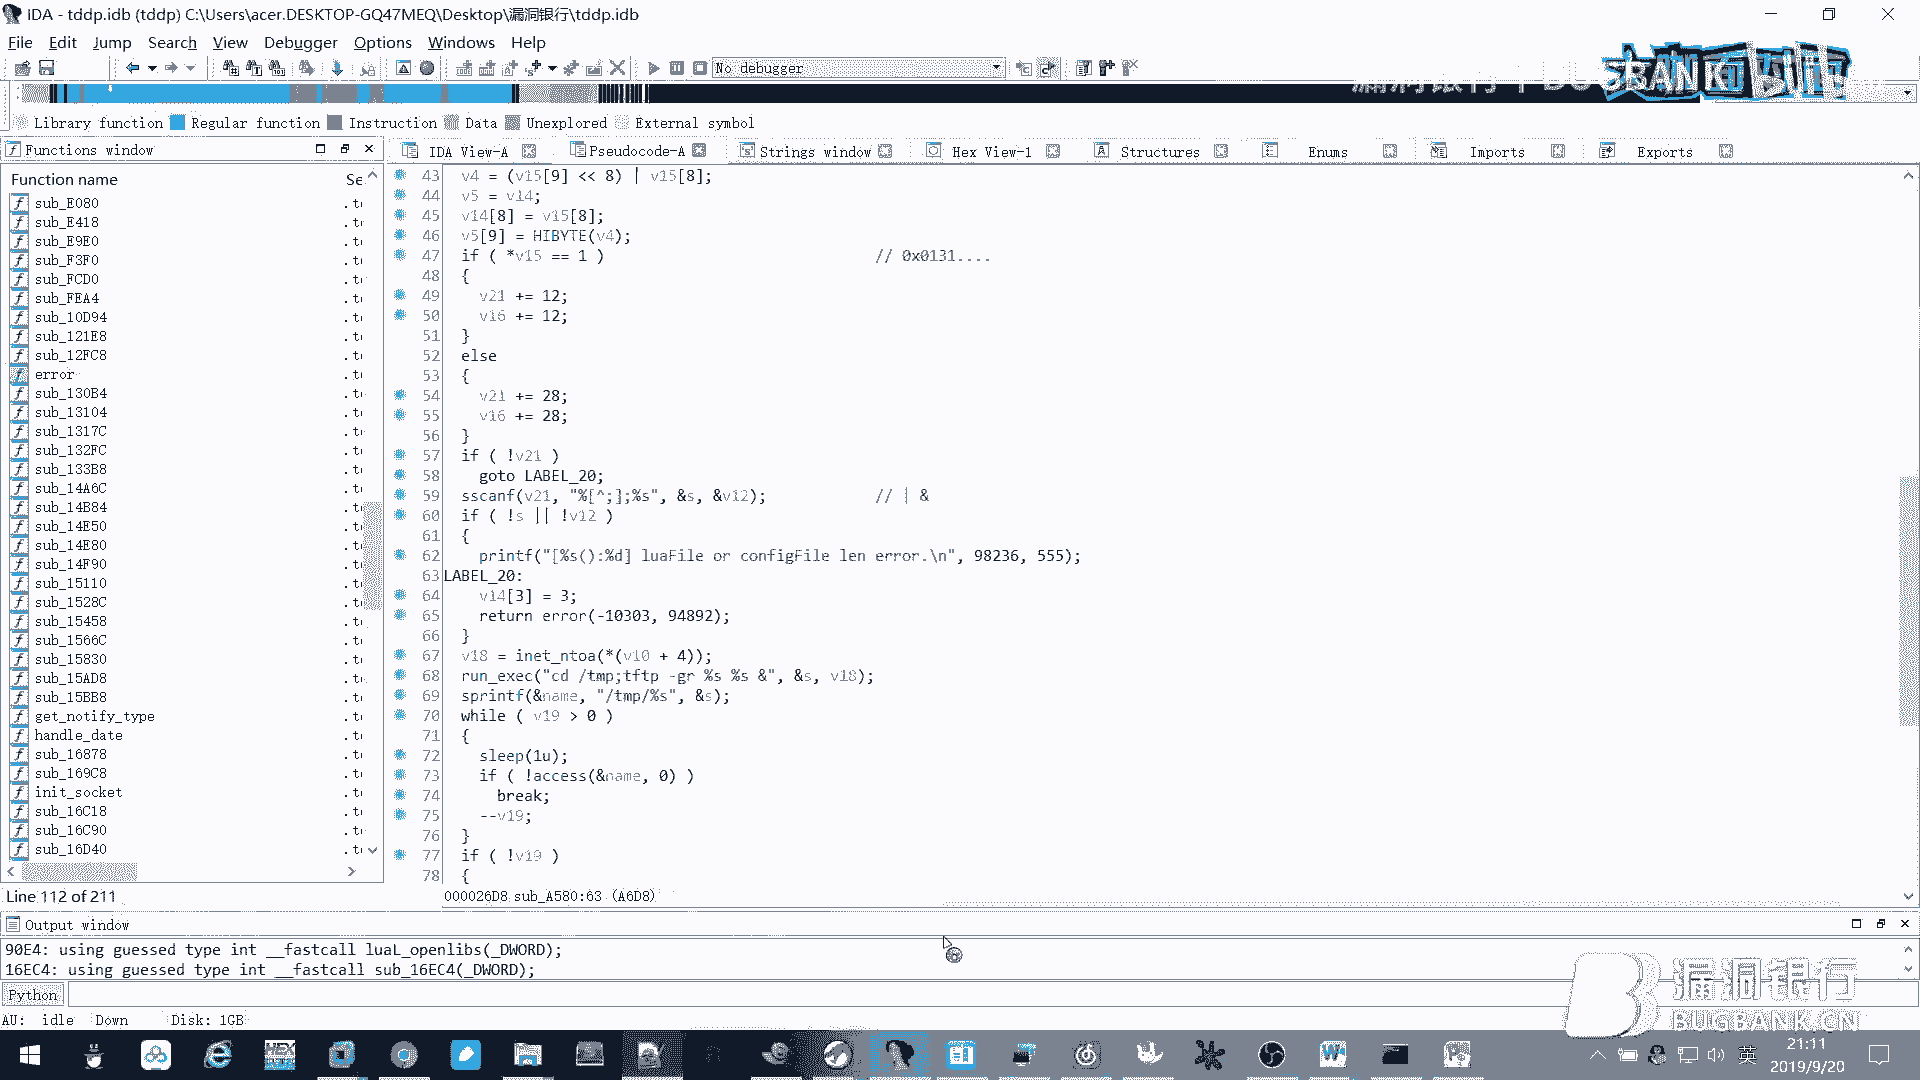 IDA - tddp.idb (tddp) C:\Users\acer.DESKTOP-GQ47MEQ\Desktop\漏洞银行\tddp.idb
File Edit Jump Search View Debugger Options Windows Help
No debugger
Library function Regular function Instruction Data Unexplored External symbol
Functions window
IDA View-A Pseudocode-A Strings window Hex View-1 Structures Enums Imports Exports
Function name Se
sub_E080 .t
sub_E418 .t
sub_E9E0 .t
sub_F3F0 .t
sub_FCD0 .t
sub_FEA4 .t
sub_10D94 .t
sub_121E8 .t
sub_12FC8 .t
error .t
sub_130B4 .t
sub_13104 .t
sub_1317C .t
sub_132FC .t
sub_133B8 .t
sub_14A6C .t
sub_14B84 .t
sub_14E50 .t
sub_14E80 .t
sub_14F90 .t
sub_15110 .t
sub_1528C .t
sub_15458 .t
sub_1566C .t
sub_15830 .t
sub_15AD8 .t
sub_15BB8 .t
get_notify_type .t
handle_date .t
sub_16878 .t
sub_169C8 .t
init_socket .t
sub_16C18 .t
sub_16C90 .t
sub_16D40 .t
Line 112 of 211
43 v4 = (v15[9] << 8) | v15[8];
44 v5 = v14;
45 v14[8] = v15[8];
46 v5[9] = HIBYTE(v4);
47 if ( *v15 == 1 ) // 0x0131....
48 {
49 v21 += 12;
50 v16 += 12;
51 }
52 else
53 {
54 v21 += 28;
55 v16 += 28;
56 }
57 if ( !v21 )
58 goto LABEL_20;
59 sscanf(v21, "%[^;];%s", &s, &v12); // | &
60 if ( !s || !v12 )
61 {
62 printf("[%s():%d] luaFile or configFile len error.\n", 98236, 555);
63 LABEL_20:
64 v14[3] = 3;
65 return error(-10303, 94892);
66 }
67 v18 = inet_ntoa(*(v10 + 4));
68 run_exec("cd /tmp;tftp -gr %s %s &", &s, v18);
69 sprintf(&name, "/tmp/%s", &s);
70 while ( v19 > 0 )
71 {
72 sleep(1u);
73 if ( !access(&name, 0) )
74 break;
75 --v19;
76 }
77 if ( !v19 )
78 {
000026D8 sub_A580:63 (A6D8)
Output window
90E4: using guessed type int __fastcall luaL_openlibs(_DWORD);
16EC4: using guessed type int __fastcall sub_16EC4(_DWORD);
Python
AU: idle Down Disk: 1GB
漏洞银行
BUGBANK.CN
英
21:11
2019/9/20